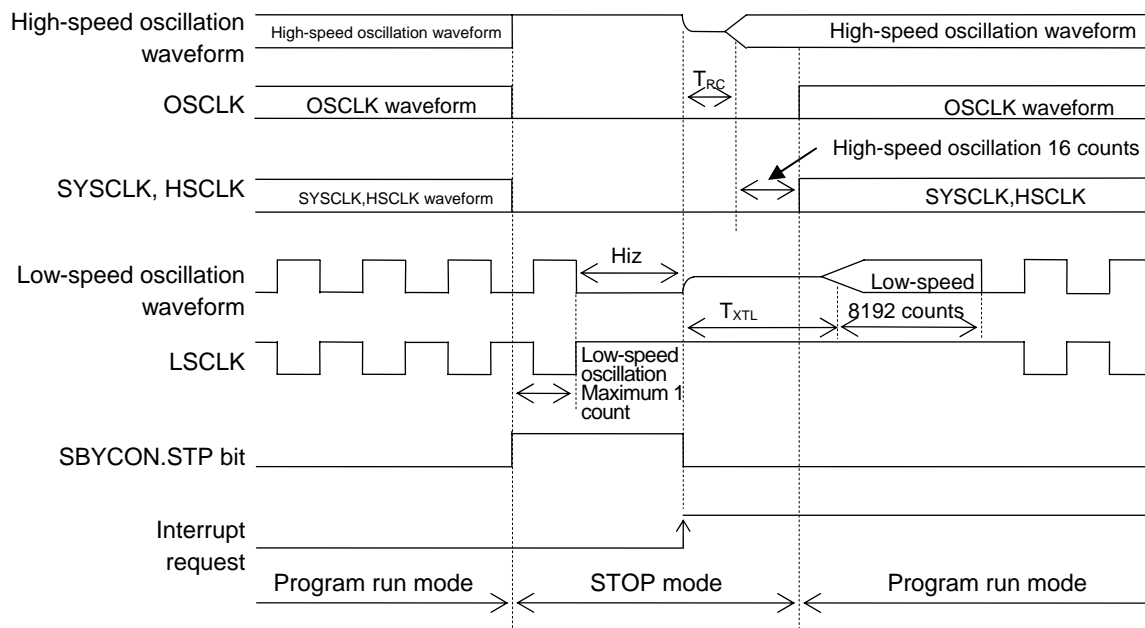 High-speed oscillation
waveform
High-speed oscillation waveform
High-speed oscillation waveform
T_RC
OSCLK
OSCLK waveform
OSCLK waveform
High-speed oscillation 16 counts
SYSCLK, HSCLK
SYSCLK,HSCLK waveform
SYSCLK,HSCLK
Low-speed oscillation
waveform
Hiz
Low-speed
T_XTL
8192 counts
LSCLK
Low-speed
oscillation
Maximum 1
count
SBYCON.STP bit
Interrupt
request
Program run mode
STOP mode
Program run mode